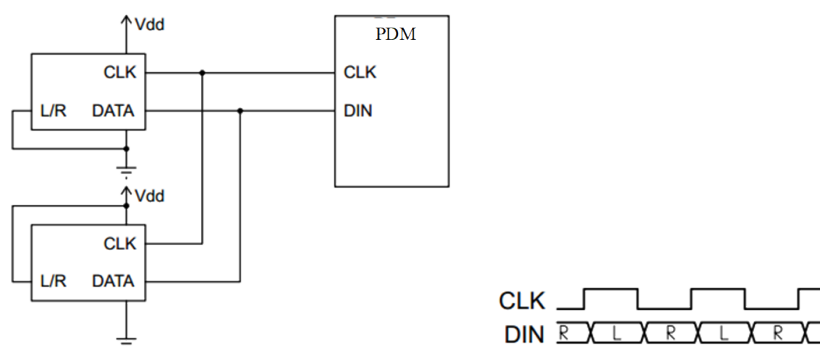 Vdd
PDM
CLK
CLK
L/R
DATA
DIN
Vdd
CLK
L/R
DATA
CLK
DIN
R
L
R
L
R